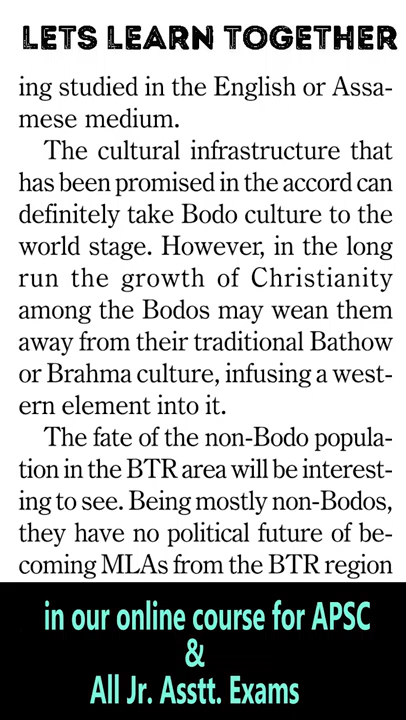 LETS LEARN TOGETHER
ing studied in the English or Assa-
mese medium.
The cultural infrastructure that
has been promised in the accord can
definitely take Bodo culture to the
world stage. However, in the long
run the growth of Christianity
among the Bodos may wean them
away from their traditional Bathow
or Brahma culture, infusing a west-
ern element into it.
The fate of the non-Bodo popula-
tion in the BTR area will be interest-
ing to see. Being mostly non-Bodos,
they have no political future of be-
coming MLAs from the BTR region
in our online course for APSC
&
All Jr. Asstt. Exams